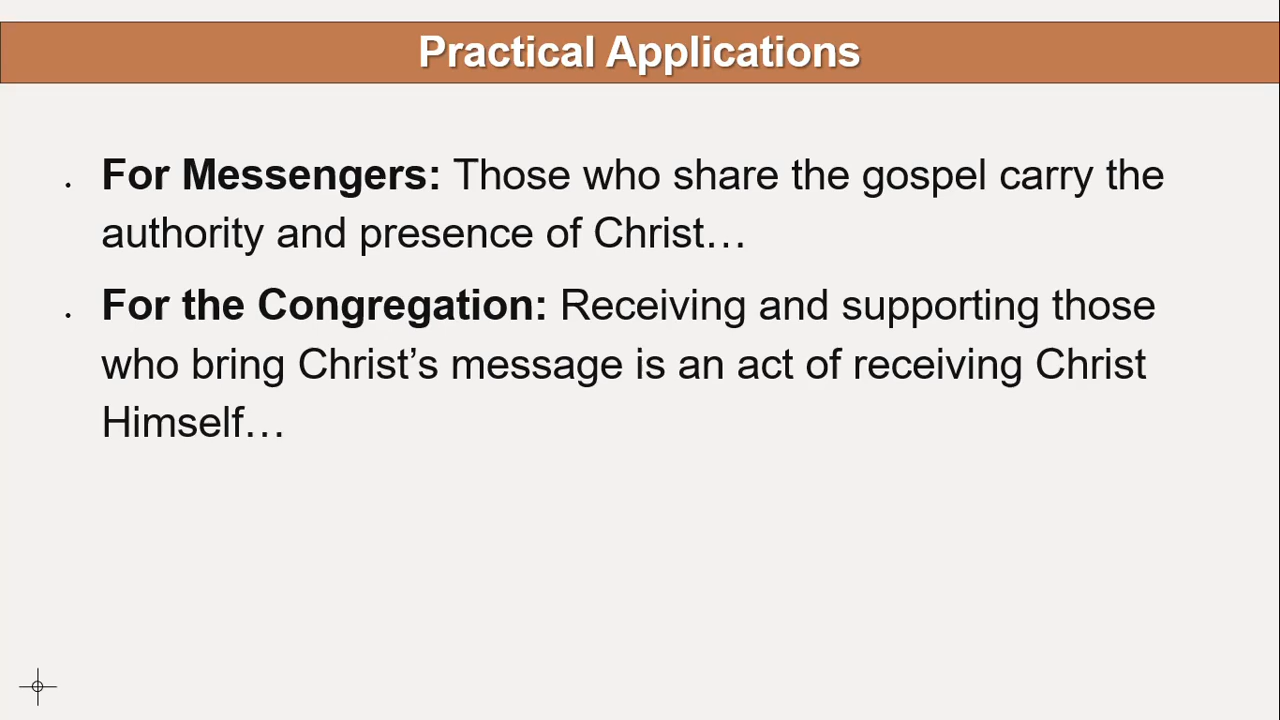 Practical Applications
. For Messengers: Those who share the gospel carry the
authority and presence of Christ…
. For the Congregation: Receiving and supporting those
who bring Christ’s message is an act of receiving Christ
Himself…